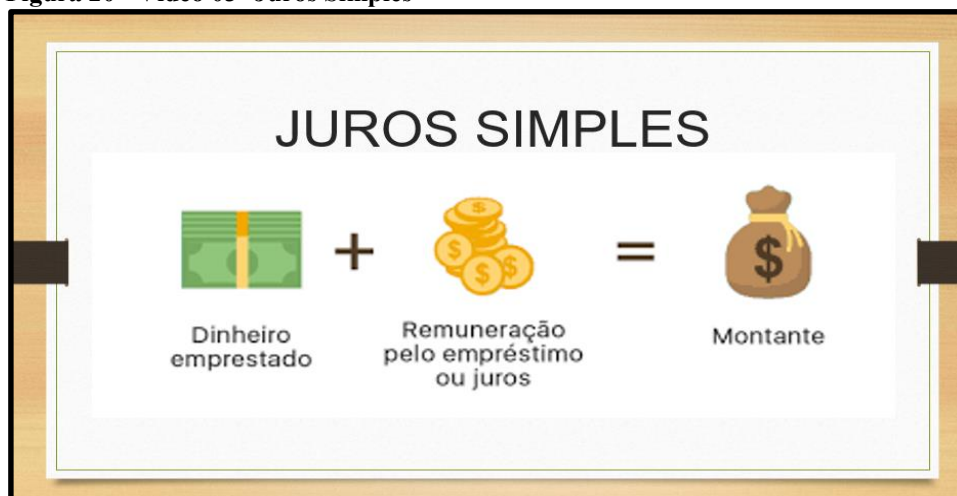 JUROS SIMPLES
Dinheiro
emprestado
+
Remuneração
pelo empréstimo
ou juros
=
Montante
$